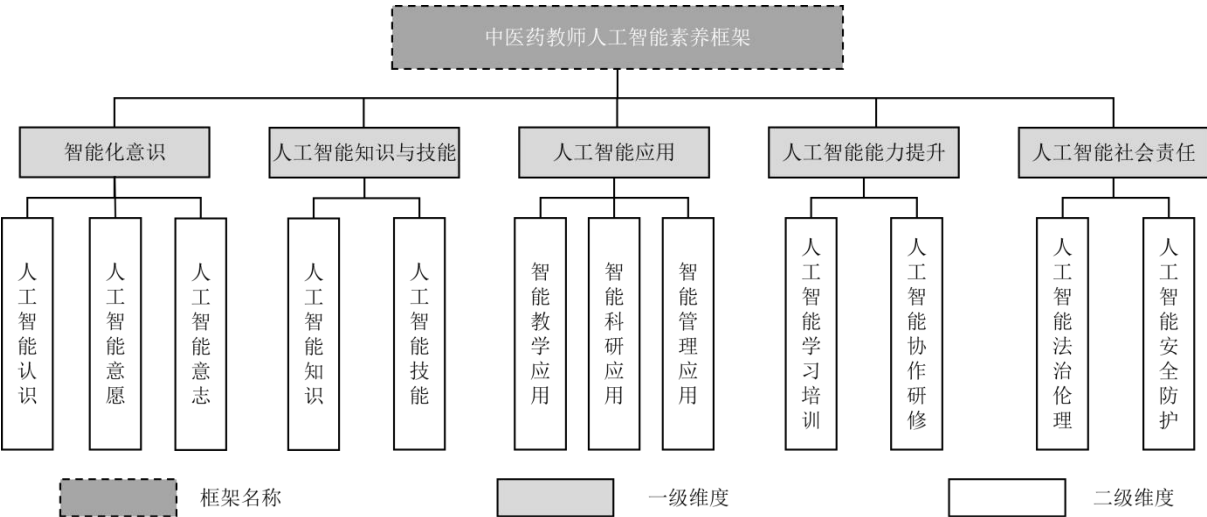 中医药教师人工智能素养框架
智能化意识
人工智能知识与技能
人工智能应用
人工智能能力提升
人工智能社会责任
人工智能认识
人工智能意愿
人工智能意志
人工智能知识
人工智能技能
智能教学应用
智能科研应用
智能管理应用
人工智能学习培训
人工智能协作研修
人工智能法治伦理
人工智能安全防护
框架名称
一级维度
二级维度